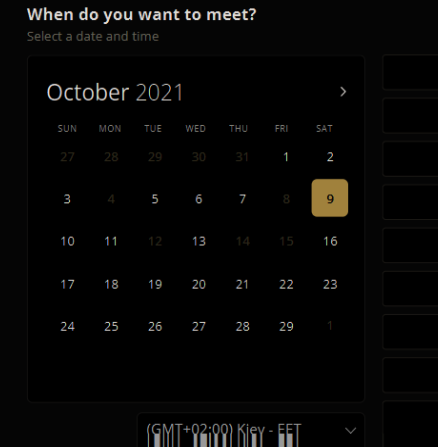 When do you want to meet?
Select a date and time
October 2021
SUN MON TUE WED THU FRI SAT
27 28 29 30 31 1 2
3 4 5 6 7 8 9
10 11 12 13 14 15 16
17 18 19 20 21 22 23
24 25 26 27 28 29 1
(GMT+02:00) Kiev - EET